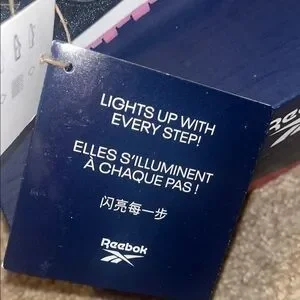 LIGHTS UP WITH
EVERY STEP!
ELLES S'ILLUMINENT
À CHAQUE PAS !
闪亮每一步
Reebok